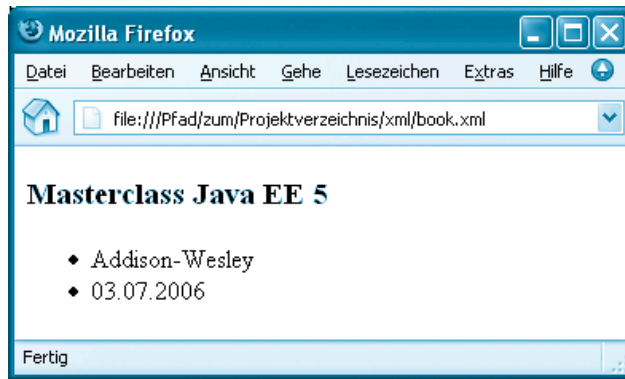 Mozilla Firefox
Datei Bearbeiten Ansicht Gehe Lesezeichen Extras Hilfe
file:///Pfad/zum/Projektverzeichnis/xml/book.xml
Masterclass Java EE 5
• Addison-Wesley
• 03.07.2006
Fertig